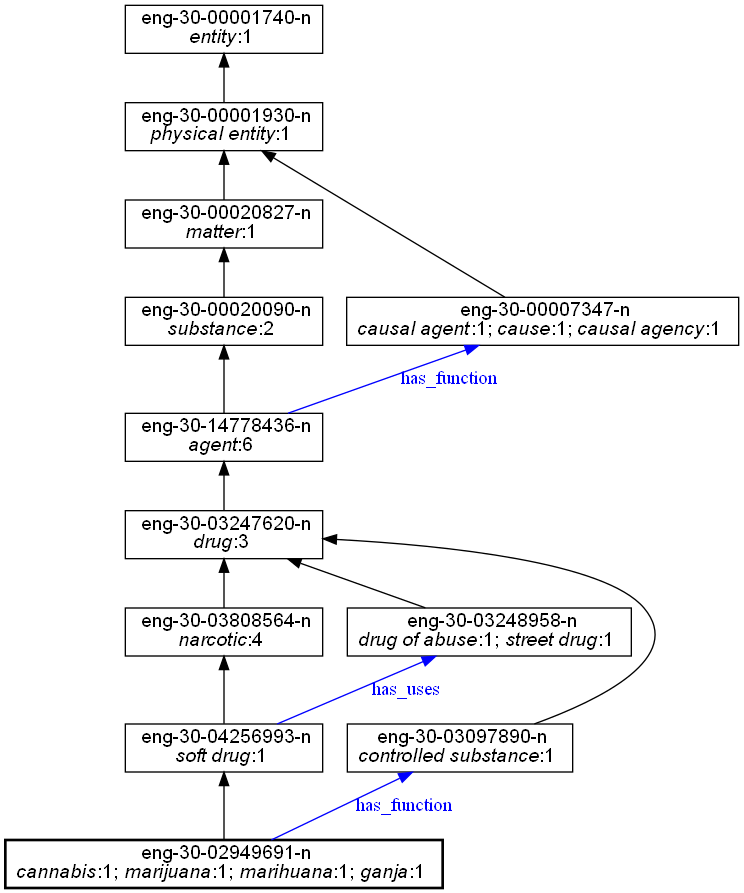 eng-30-00001740-n
entity:1
eng-30-00001930-n
physical entity:1
eng-30-00020827-n
matter:1
eng-30-00020090-n
substance:2
eng-30-00007347-n
causal agent:1; cause:1; causal agency:1
has_function
eng-30-14778436-n
agent:6
eng-30-03247620-n
drug:3
eng-30-03808564-n
narcotic:4
eng-30-03248958-n
drug of abuse:1; street drug:1
has_uses
eng-30-04256993-n
soft drug:1
eng-30-03097890-n
controlled substance:1
has_function
eng-30-02949691-n
cannabis:1; marijuana:1; marihuana:1; ganja:1